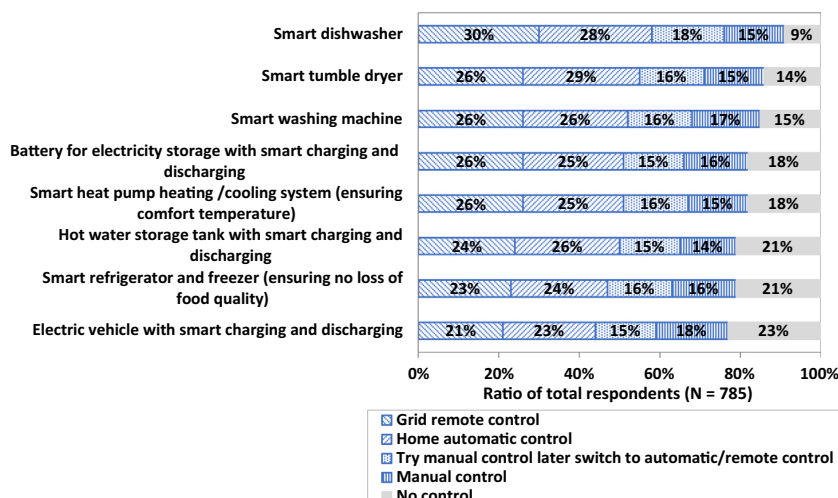 Smart dishwasher
30% 28% 18% 15% 9%
Smart tumble dryer
26% 29% 16% 15% 14%
Smart washing machine
26% 26% 16% 17% 15%
Battery for electricity storage with smart charging and
discharging
26% 25% 15% 16% 18%
Smart heat pump heating /cooling system (ensuring
comfort temperature)
26% 25% 16% 15% 18%
Hot water storage tank with smart charging and
discharging
24% 26% 15% 14% 21%
Smart refrigerator and freezer (ensuring no loss of
food quality)
23% 24% 16% 16% 21%
Electric vehicle with smart charging and discharging
21% 23% 15% 18% 23%
0% 20% 40% 60% 80% 100%
Ratio of total respondents (N = 785)
Grid remote control
Home automatic control
Try manual control later switch to automatic/remote control
Manual control
No control